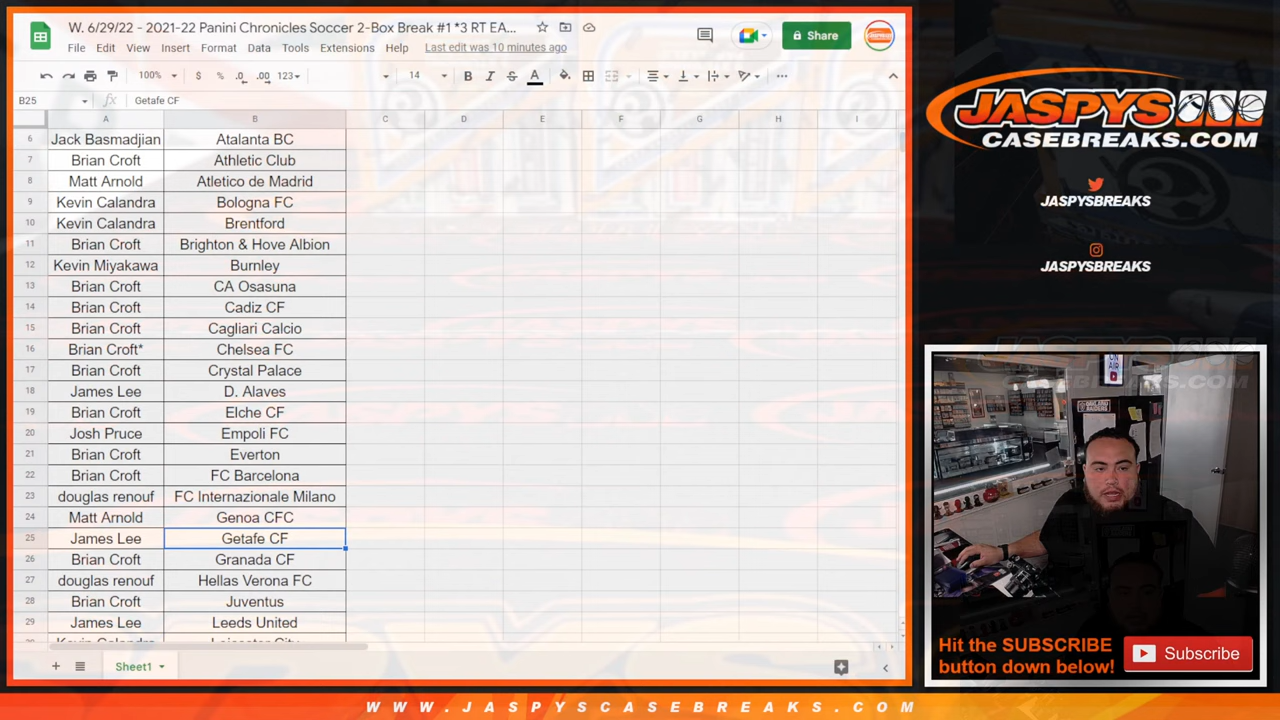 W. 6/29/22 - 2021-22 Panini Chronicles Soccer 2-Box Break #1 *3 RT EA...
File Edit View Insert Format Data Tools Extensions Help Last edit was 10 minutes ago
Share
100% $ % .0 .00 123 14 B I S A
B25 fx Getafe CF
A B C D E F G H I
6 Jack Basmadjian Atalanta BC
7 Brian Croft Athletic Club
8 Matt Arnold Atletico de Madrid
9 Kevin Calandra Bologna FC
10 Kevin Calandra Brentford
11 Brian Croft Brighton & Hove Albion
12 Kevin Miyakawa Burnley
13 Brian Croft CA Osasuna
14 Brian Croft Cadiz CF
15 Brian Croft Cagliari Calcio
16 Brian Croft* Chelsea FC
17 Brian Croft Crystal Palace
18 James Lee D. Alaves
19 Brian Croft Elche CF
20 Josh Pruce Empoli FC
21 Brian Croft Everton
22 Brian Croft FC Barcelona
23 douglas renouf FC Internazionale Milano
24 Matt Arnold Genoa CFC
25 James Lee Getafe CF
26 Brian Croft Granada CF
27 douglas renouf Hellas Verona FC
28 Brian Croft Juventus
29 James Lee Leeds United
Kevin Calandra Leicester City
Sheet1
JASPYS
CASEBREAKS.COM
JASPYSBREAKS
JASPYSBREAKS
ON AIR
Hit the SUBSCRIBE
button down below!
Subscribe
WWW.JASPYSCASEBREAKS.COM